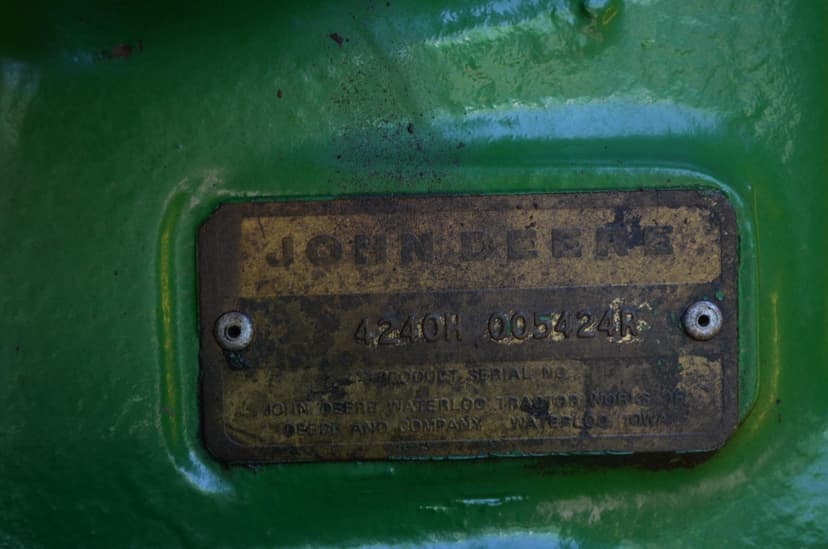 JOHN DEERE
4240H 005424R
PRODUCT SERIAL NO.
JOHN DEERE WATERLOO TRACTOR WORKS OF
DEERE AND COMPANY WATERLOO IOWA